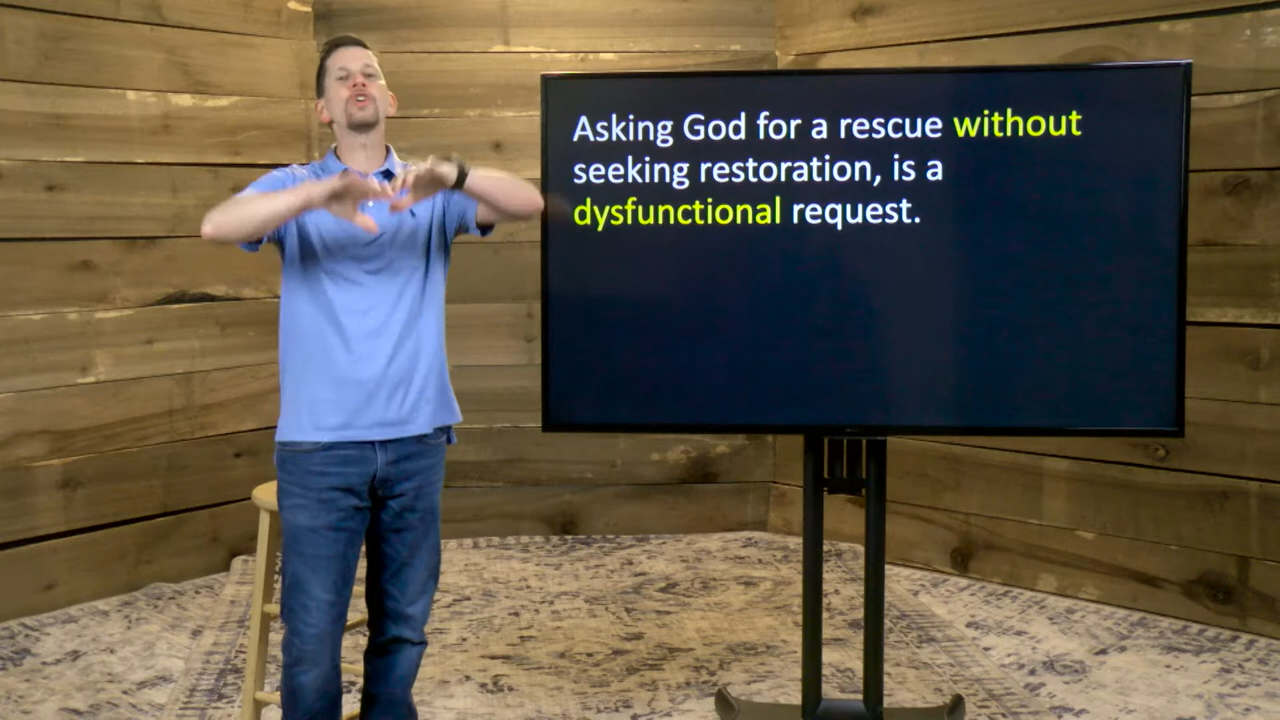 Asking God for a rescue without
seeking restoration, is a
dysfunctional request.